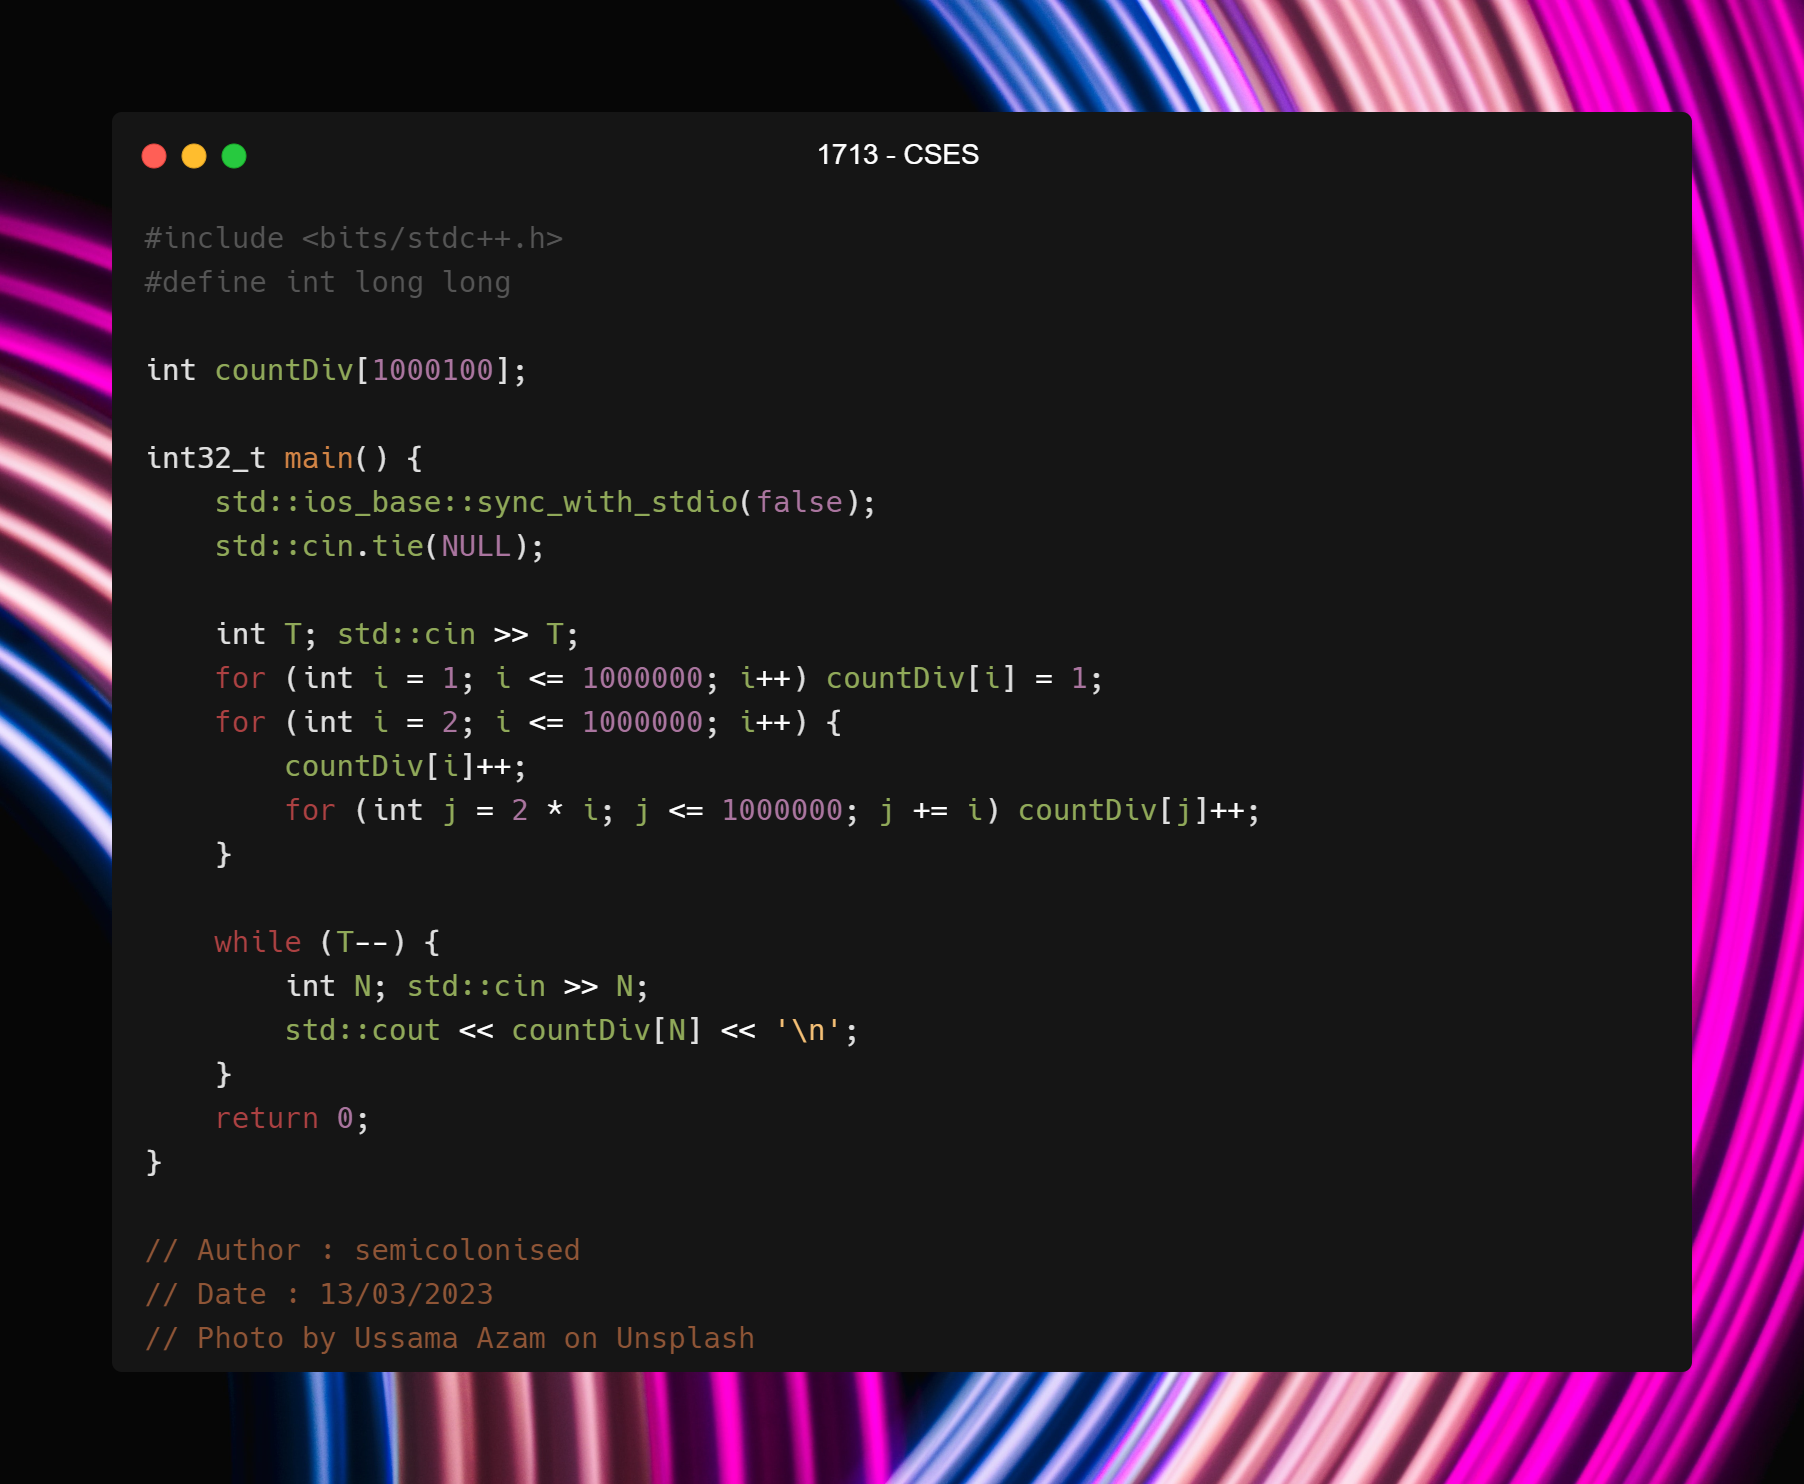 1713 - CSES
#include <bits/stdc++.h>
#define int long long
int countDiv[1000100];
int32_t main() {
    std::ios_base::sync_with_stdio(false);
    std::cin.tie(NULL);
    int T; std::cin >> T;
    for (int i = 1; i <= 1000000; i++) countDiv[i] = 1;
    for (int i = 2; i <= 1000000; i++) {
        countDiv[i]++;
        for (int j = 2 * i; j <= 1000000; j += i) countDiv[j]++;
    }
    while (T--) {
        int N; std::cin >> N;
        std::cout << countDiv[N] << '\n';
    }
    return 0;
}
// Author : semicolonised
// Date : 13/03/2023
// Photo by Ussama Azam on Unsplash